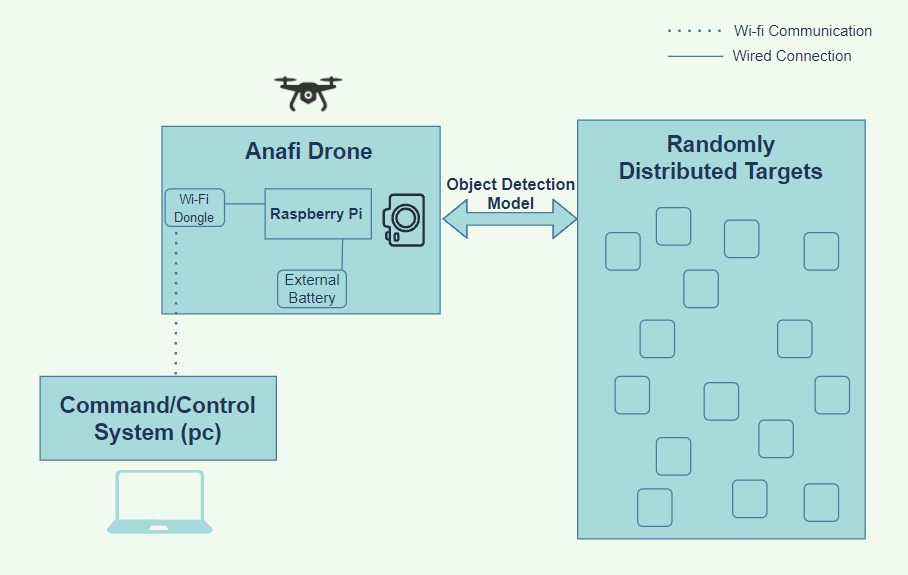 Wi-fi Communication
Wired Connection
Anafi Drone
Wi-Fi
Dongle
Raspberry Pi
External
Battery
Object Detection
Model
Randomly
Distributed Targets
Command/Control
System (pc)